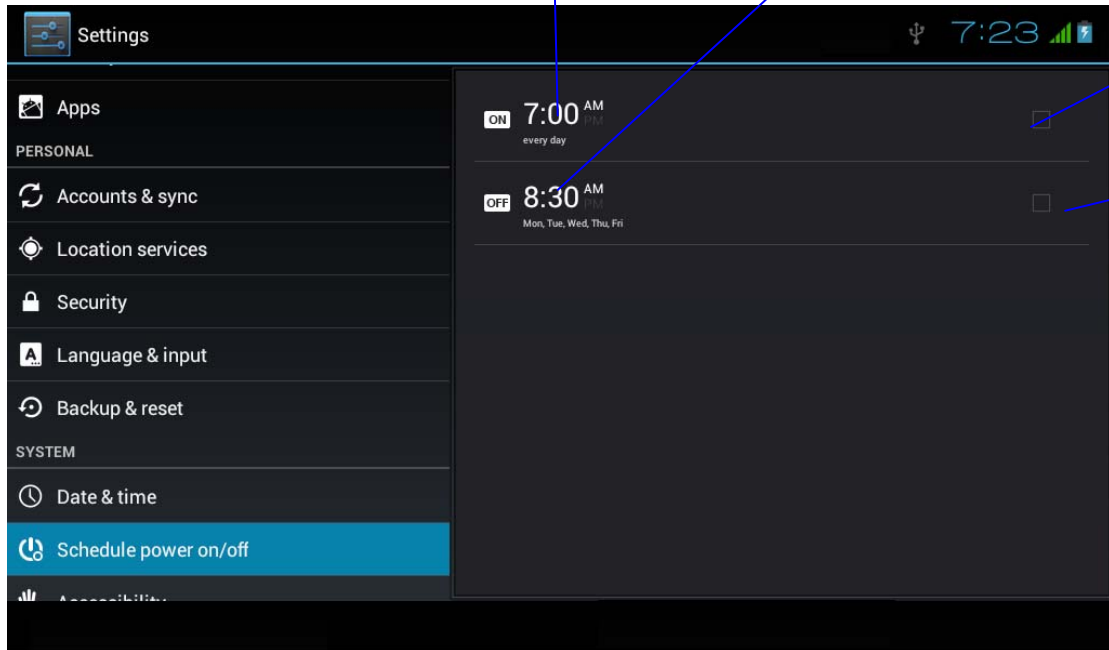 Settings
7:23
Apps
PERSONAL
Accounts & sync
Location services
Security
Language & input
Backup & reset
SYSTEM
Date & time
Schedule power on/off
Accessibility
ON 7:00 AM PM
every day
OFF 8:30 AM PM
Mon, Tue, Wed, Thu, Fri